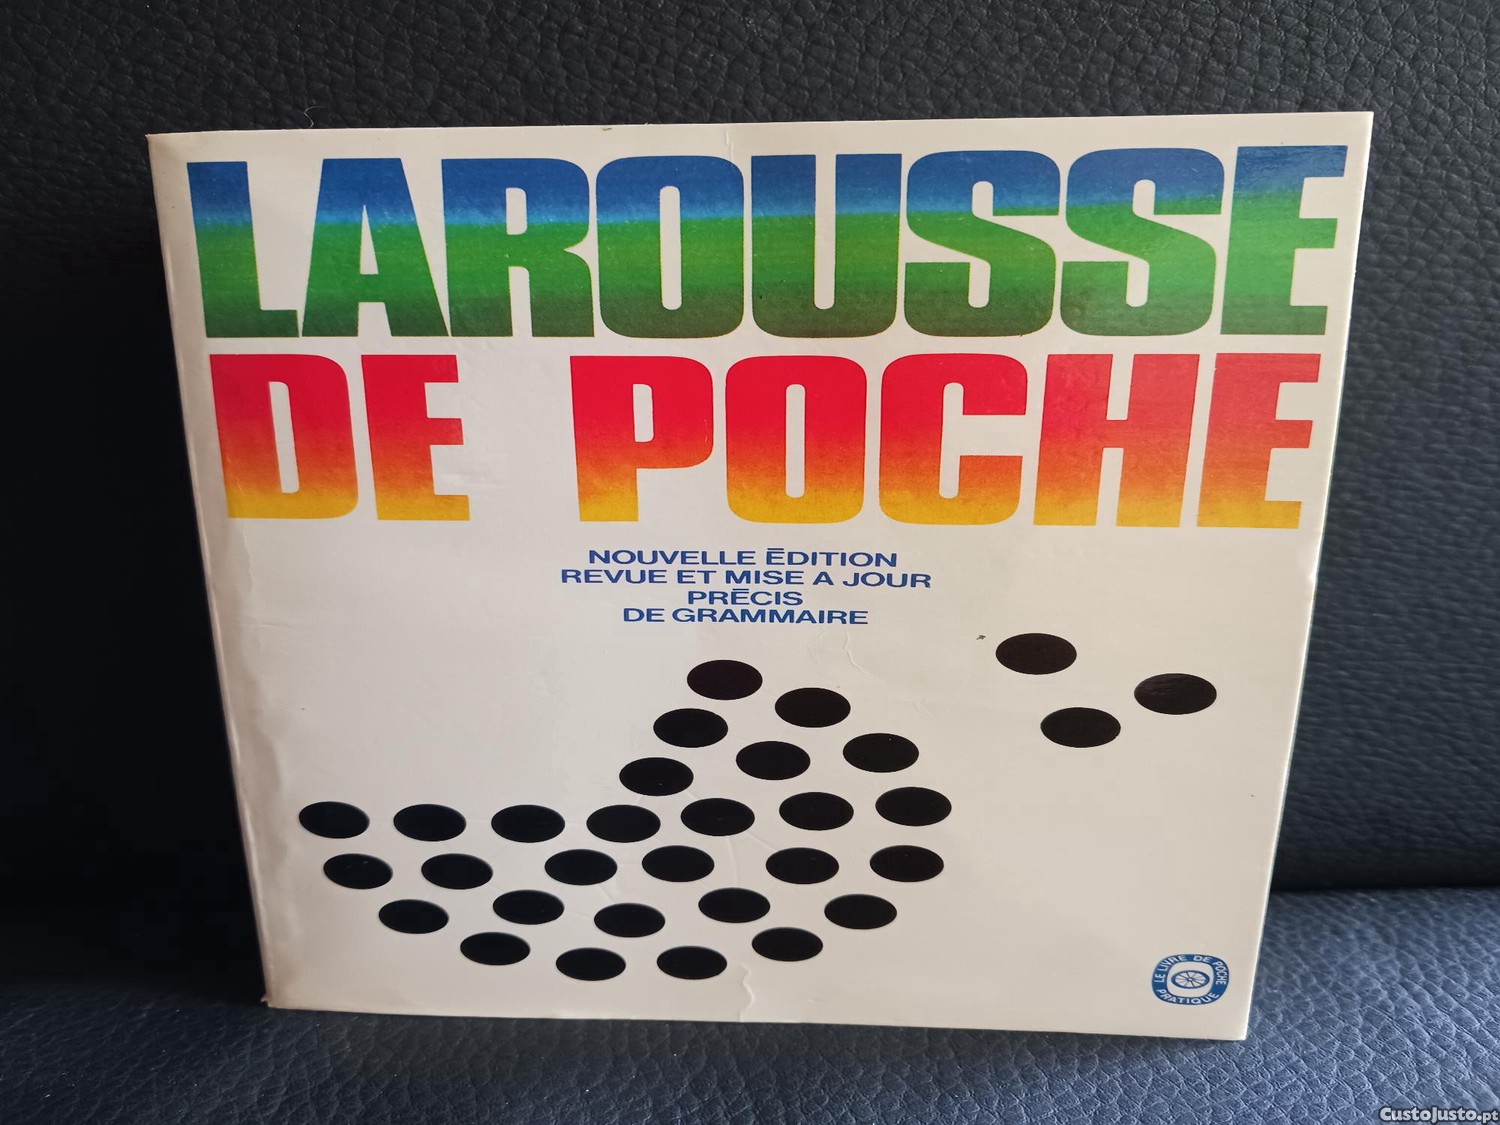 LAROUSSE
DE POCHE
NOUVELLE ÉDITION
REVUE ET MISE A JOUR
PRÉCIS
DE GRAMMAIRE
LE LIVRE DE POCHE
PRATIQUE
CustoJusto.pt